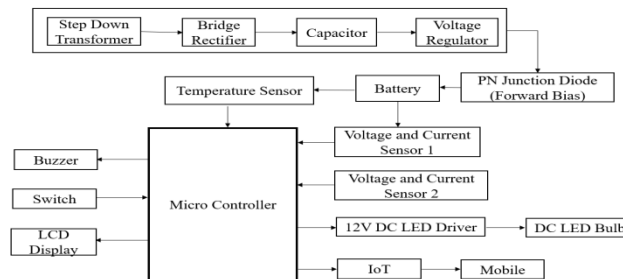 Step Down
Transformer
Bridge
Rectifier
Capacitor
Voltage
Regulator
Temperature Sensor
Battery
PN Junction Diode
(Forward Bias)
Voltage and Current
Sensor 1
Buzzer
Voltage and Current
Sensor 2
Switch
Micro Controller
12V DC LED Driver
DC LED Bulb
LCD
Display
IoT
Mobile